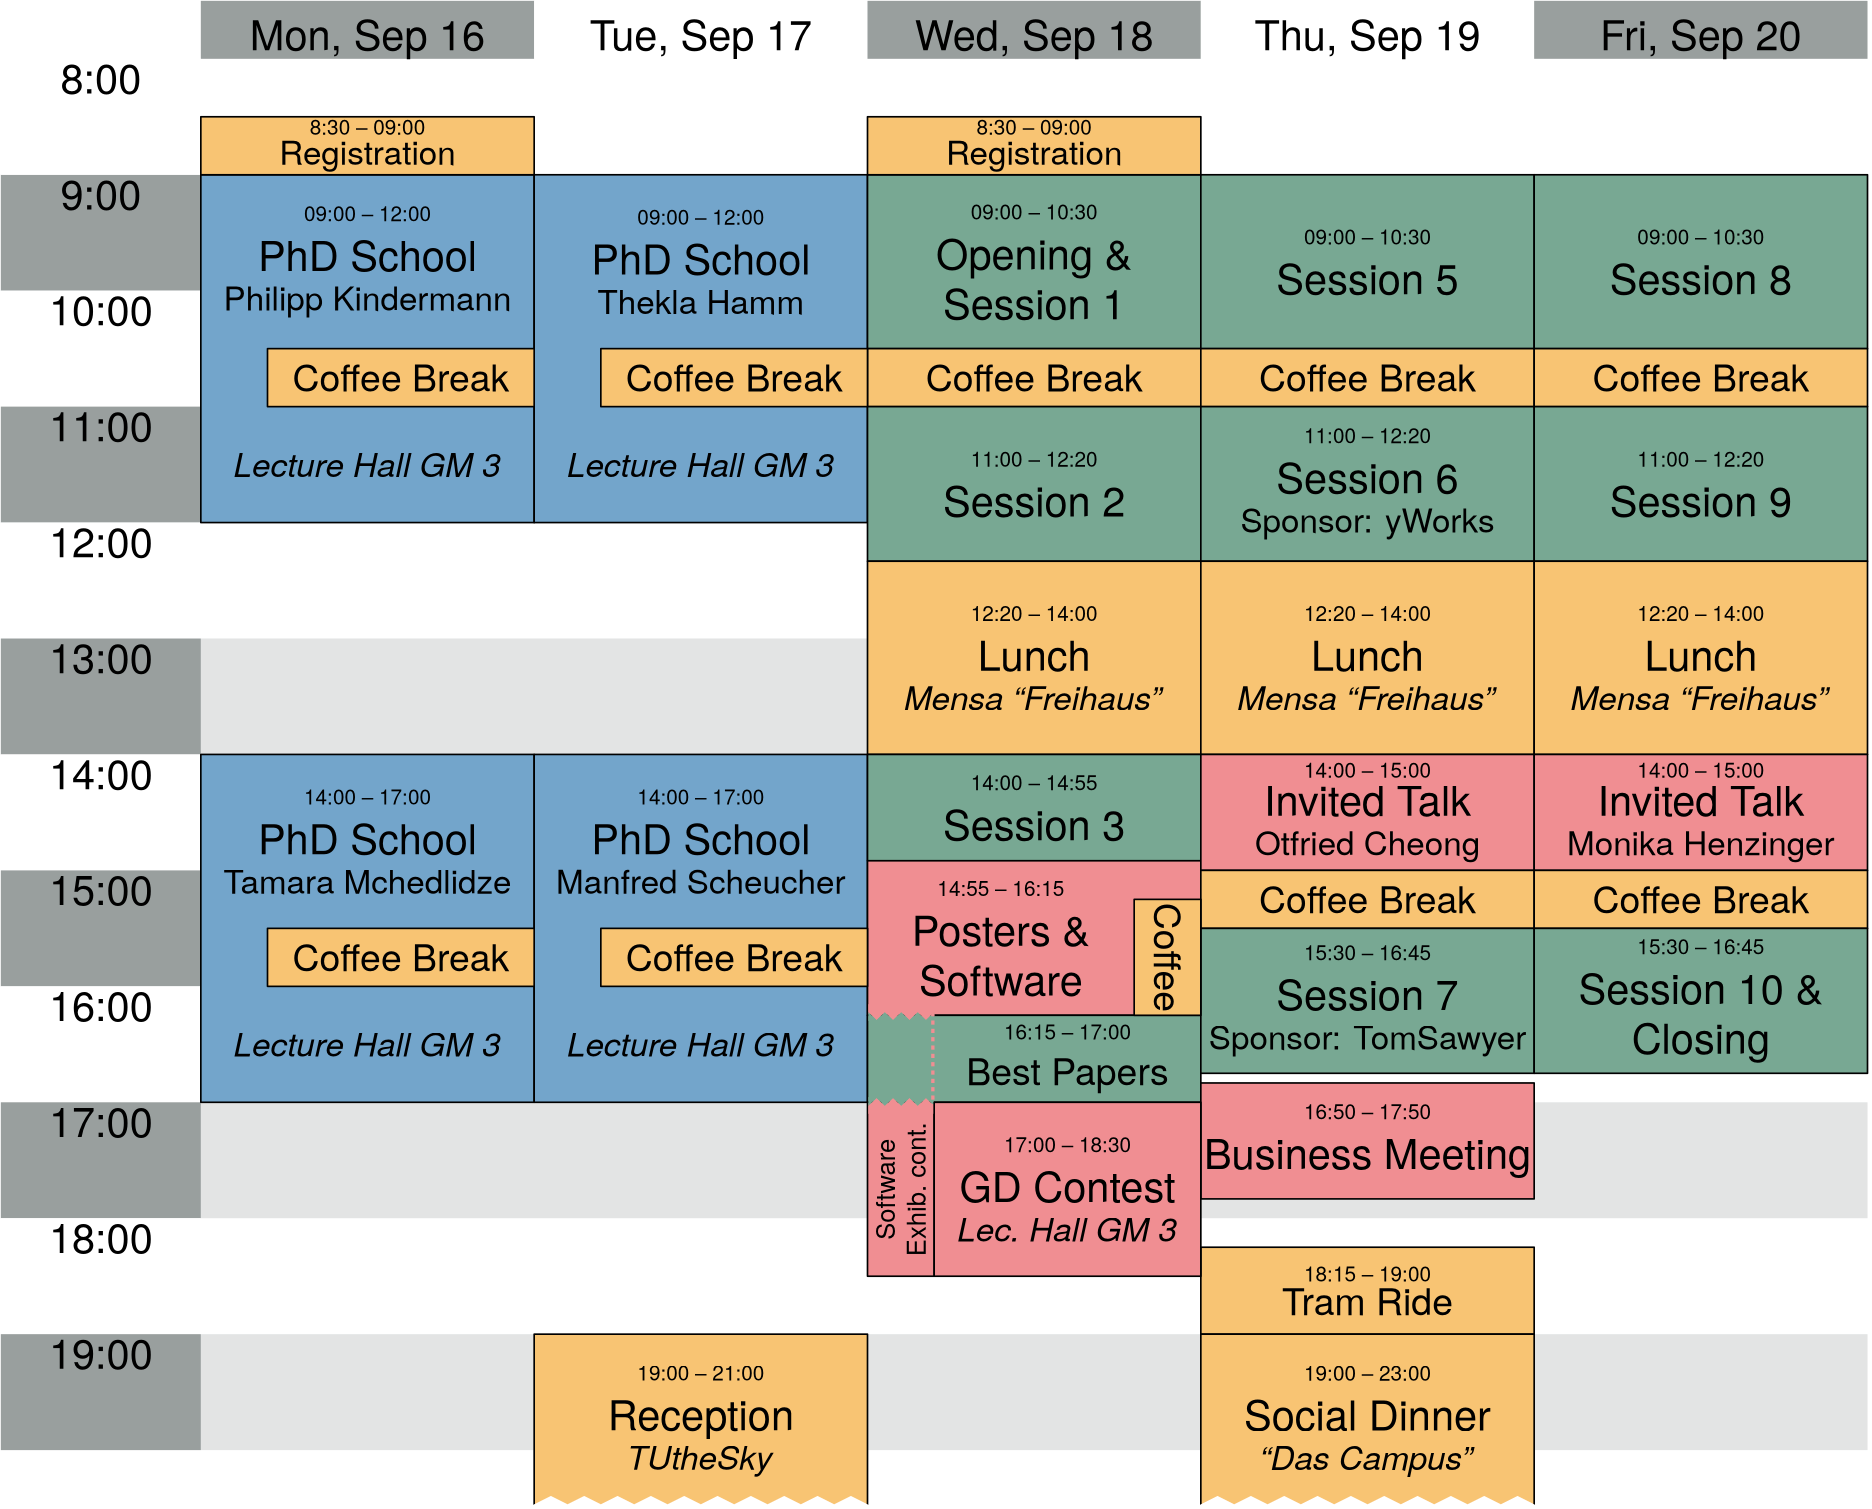 Mon, Sep 16
Tue, Sep 17
Wed, Sep 18
Thu, Sep 19
Fri, Sep 20
8:00
9:00
10:00
11:00
12:00
13:00
14:00
15:00
16:00
17:00
18:00
19:00
8:30 – 09:00
Registration
09:00 – 12:00
PhD School
Philipp Kindermann
Coffee Break
Lecture Hall GM 3
14:00 – 17:00
PhD School
Tamara Mchedlidze
Coffee Break
Lecture Hall GM 3
09:00 – 12:00
PhD School
Thekla Hamm
Coffee Break
Lecture Hall GM 3
14:00 – 17:00
PhD School
Manfred Scheucher
Coffee Break
Lecture Hall GM 3
19:00 – 21:00
Reception
TUtheSky
8:30 – 09:00
Registration
09:00 – 10:30
Opening &
Session 1
Coffee Break
11:00 – 12:20
Session 2
12:20 – 14:00
Lunch
Mensa “Freihaus”
14:00 – 14:55
Session 3
14:55 – 16:15
Posters &
Software
Coffee
16:15 – 17:00
Best Papers
Software
Exhib. cont.
17:00 – 18:30
GD Contest
Lec. Hall GM 3
09:00 – 10:30
Session 5
Coffee Break
11:00 – 12:20
Session 6
Sponsor: yWorks
12:20 – 14:00
Lunch
Mensa “Freihaus”
14:00 – 15:00
Invited Talk
Otfried Cheong
Coffee Break
15:30 – 16:45
Session 7
Sponsor: TomSawyer
16:50 – 17:50
Business Meeting
18:15 – 19:00
Tram Ride
19:00 – 23:00
Social Dinner
“Das Campus”
09:00 – 10:30
Session 8
Coffee Break
11:00 – 12:20
Session 9
12:20 – 14:00
Lunch
Mensa “Freihaus”
14:00 – 15:00
Invited Talk
Monika Henzinger
Coffee Break
15:30 – 16:45
Session 10 &
Closing